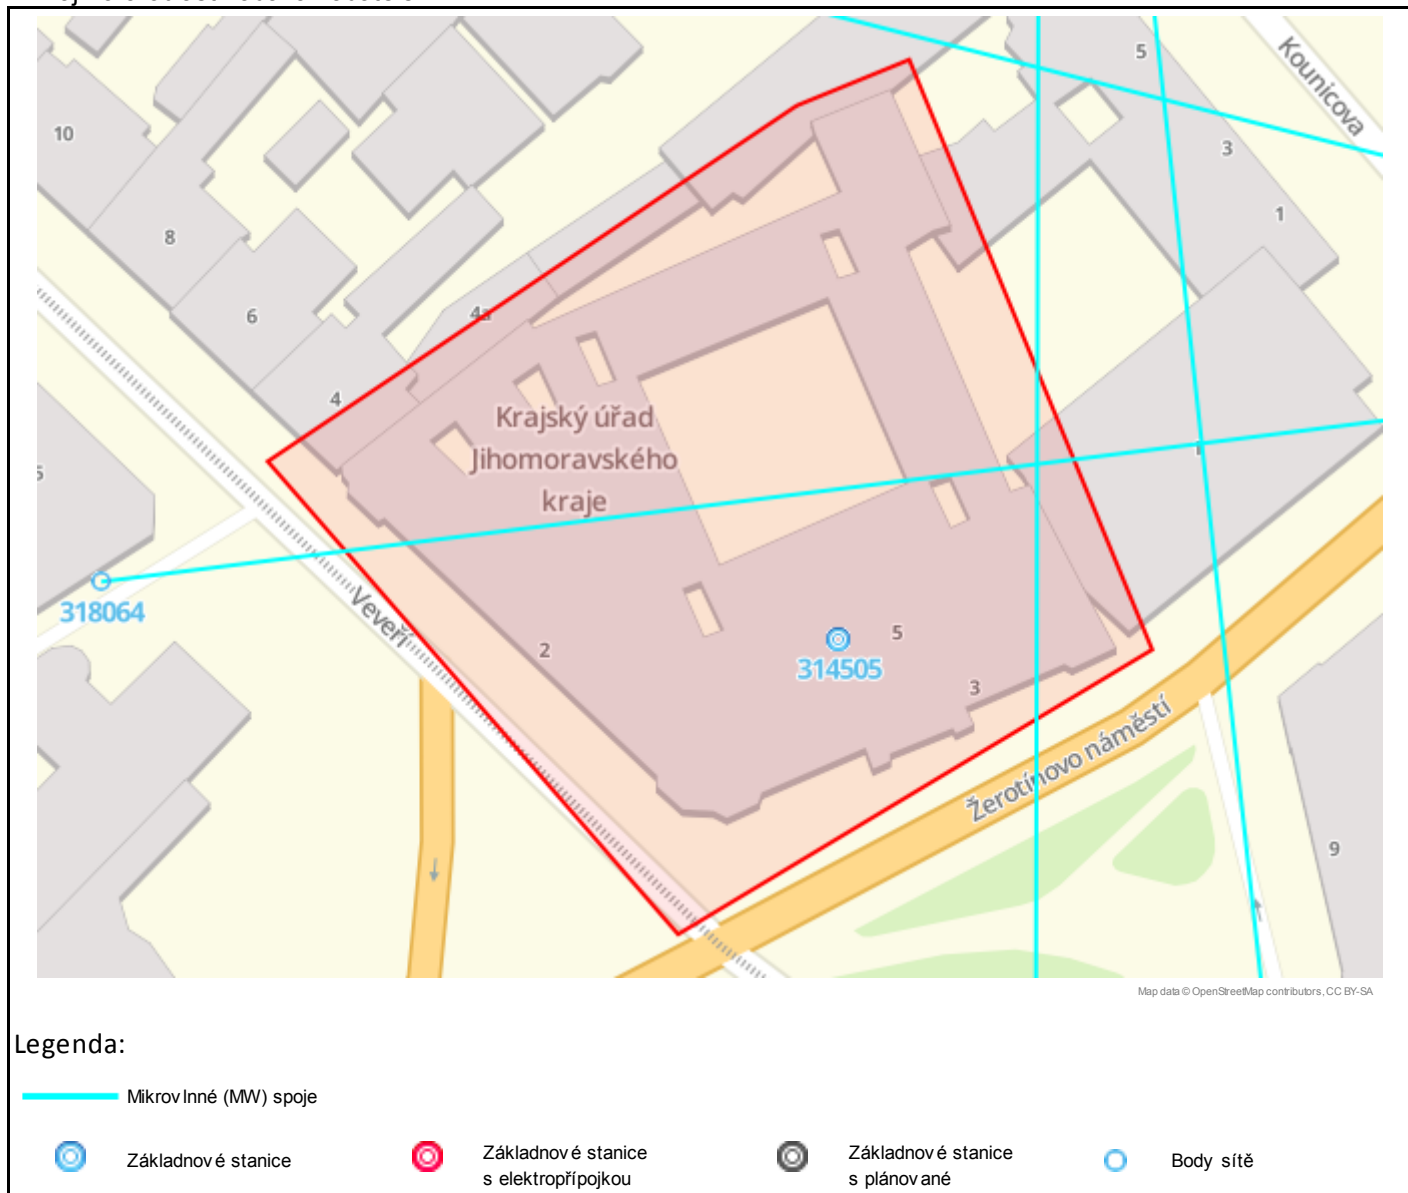 5
Kounicova
10
3
8
1
6
4a
4
Krajský úřad
Jihomoravského
kraje
1
5
318064
Veveří
2
5
314505
3
Žerotínovo náměstí
9
Map data © OpenStreetMap contributors, CC BY-SA
Legenda:
Mikrovlnné (MW) spoje
Základnové stanice
Základnové stanice
s elektropřípojkou
Základnové stanice
s plánované
Body sítě